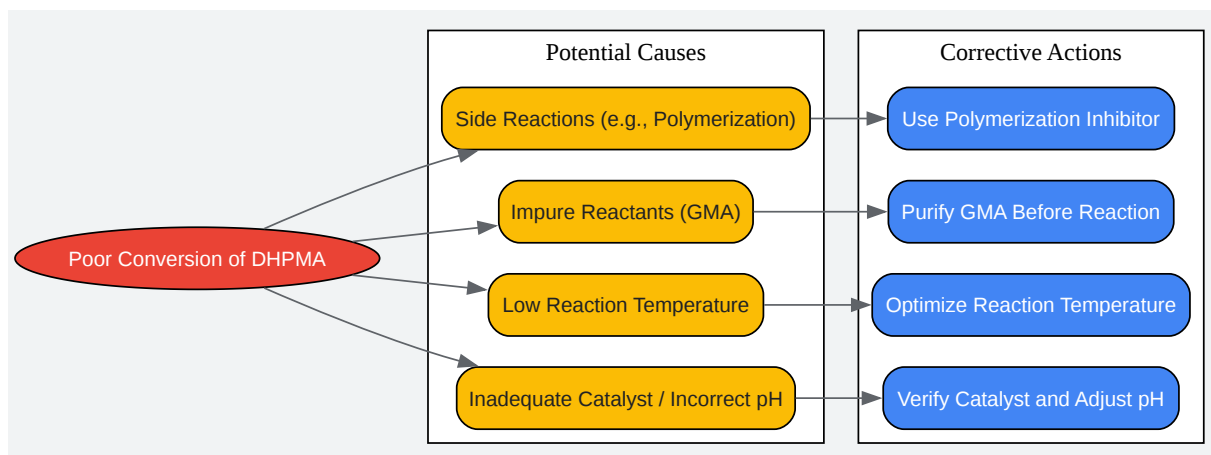 Potential Causes
Corrective Actions
Side Reactions (e.g., Polymerization)
Use Polymerization Inhibitor
Impure Reactants (GMA)
Purify GMA Before Reaction
Poor Conversion of DHPMA
Low Reaction Temperature
Optimize Reaction Temperature
Inadequate Catalyst / Incorrect pH
Verify Catalyst and Adjust pH